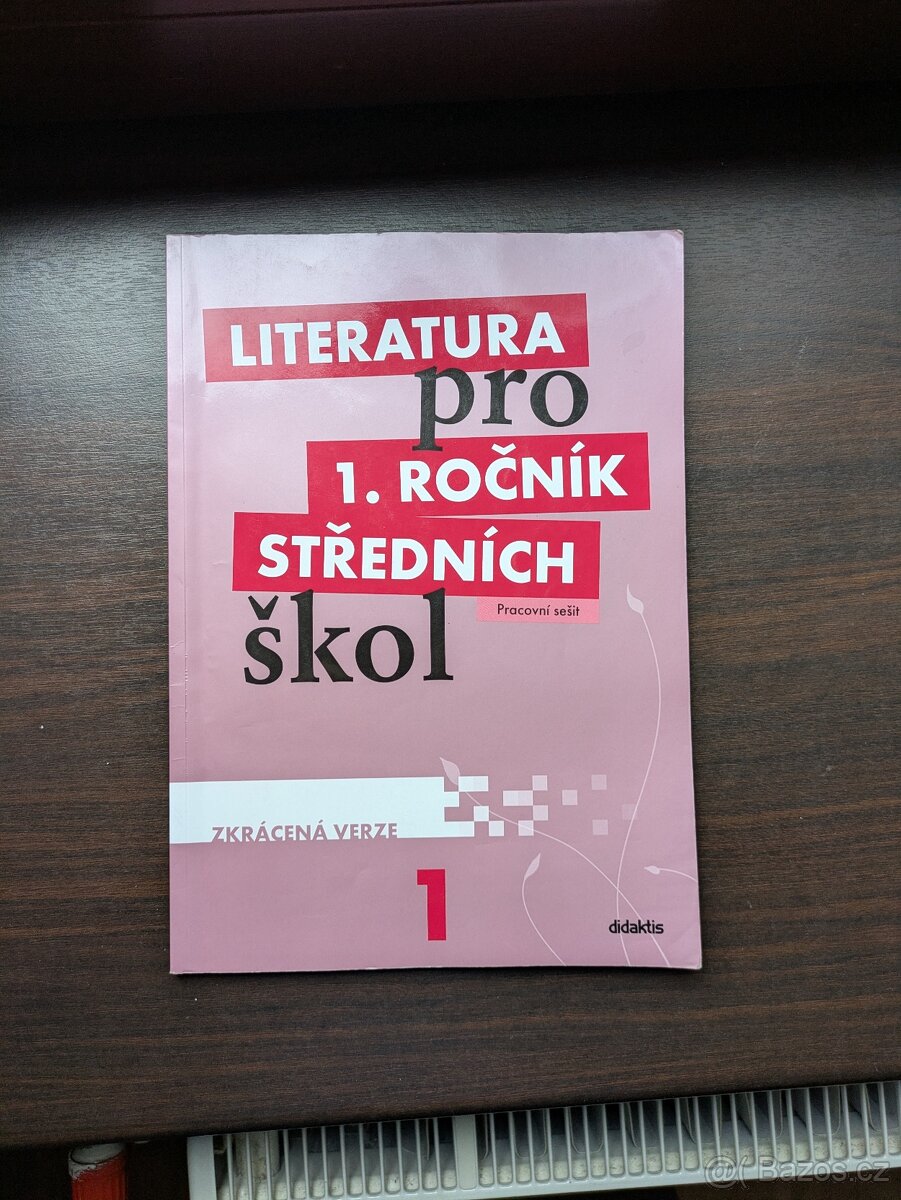 LITERATURA
pro
1. ROČNÍK
STŘEDNÍCH
Pracovní sešit
škol
ZKRÁCENÁ VERZE
1
didaktis
@( Bazos.cz